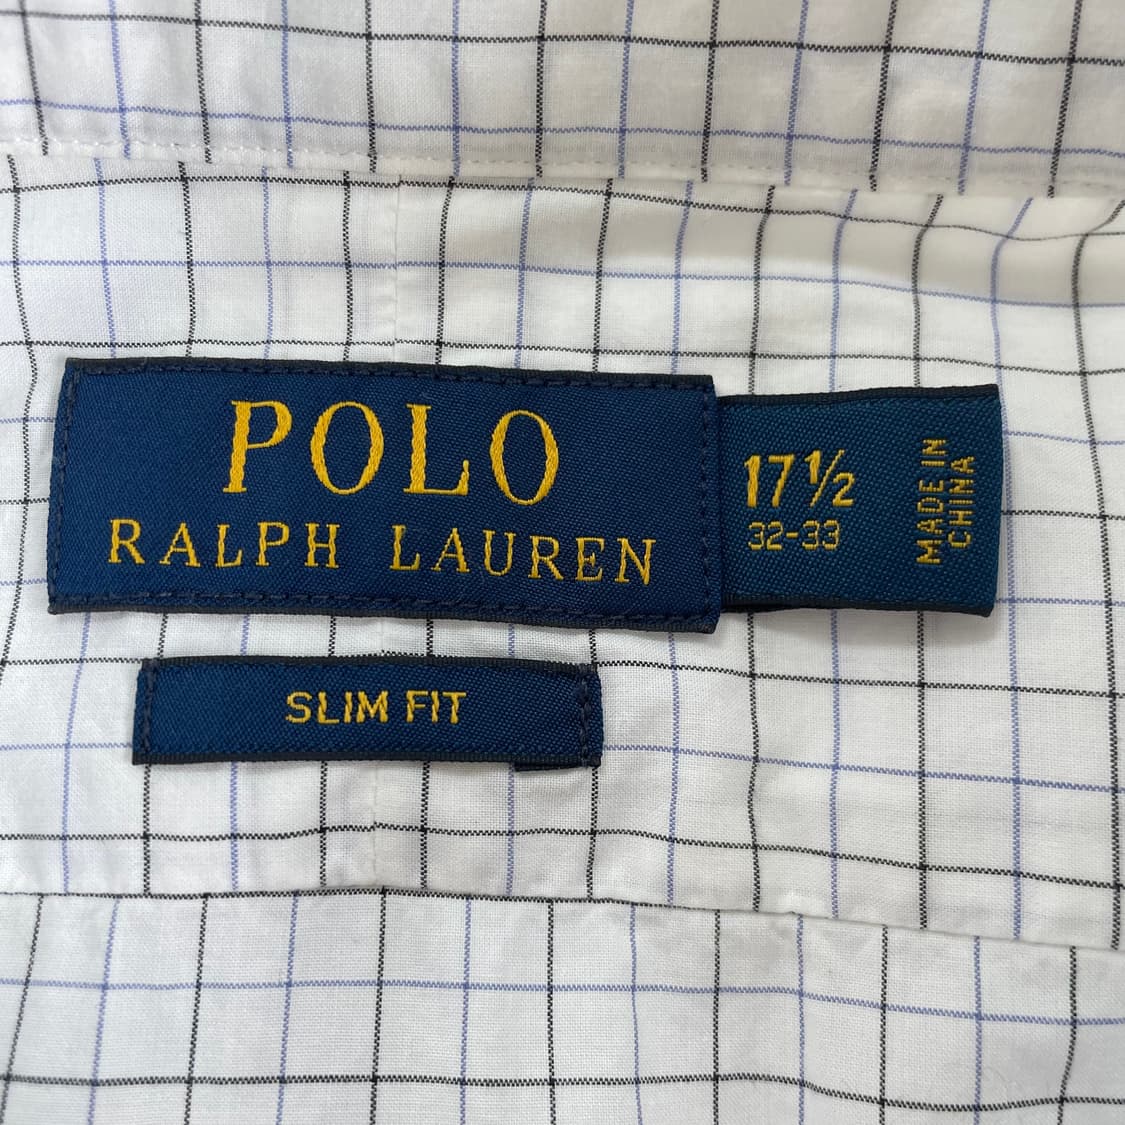 POLO
RALPH LAUREN
17½
32-33
MADE IN
CHINA
SLIM FIT